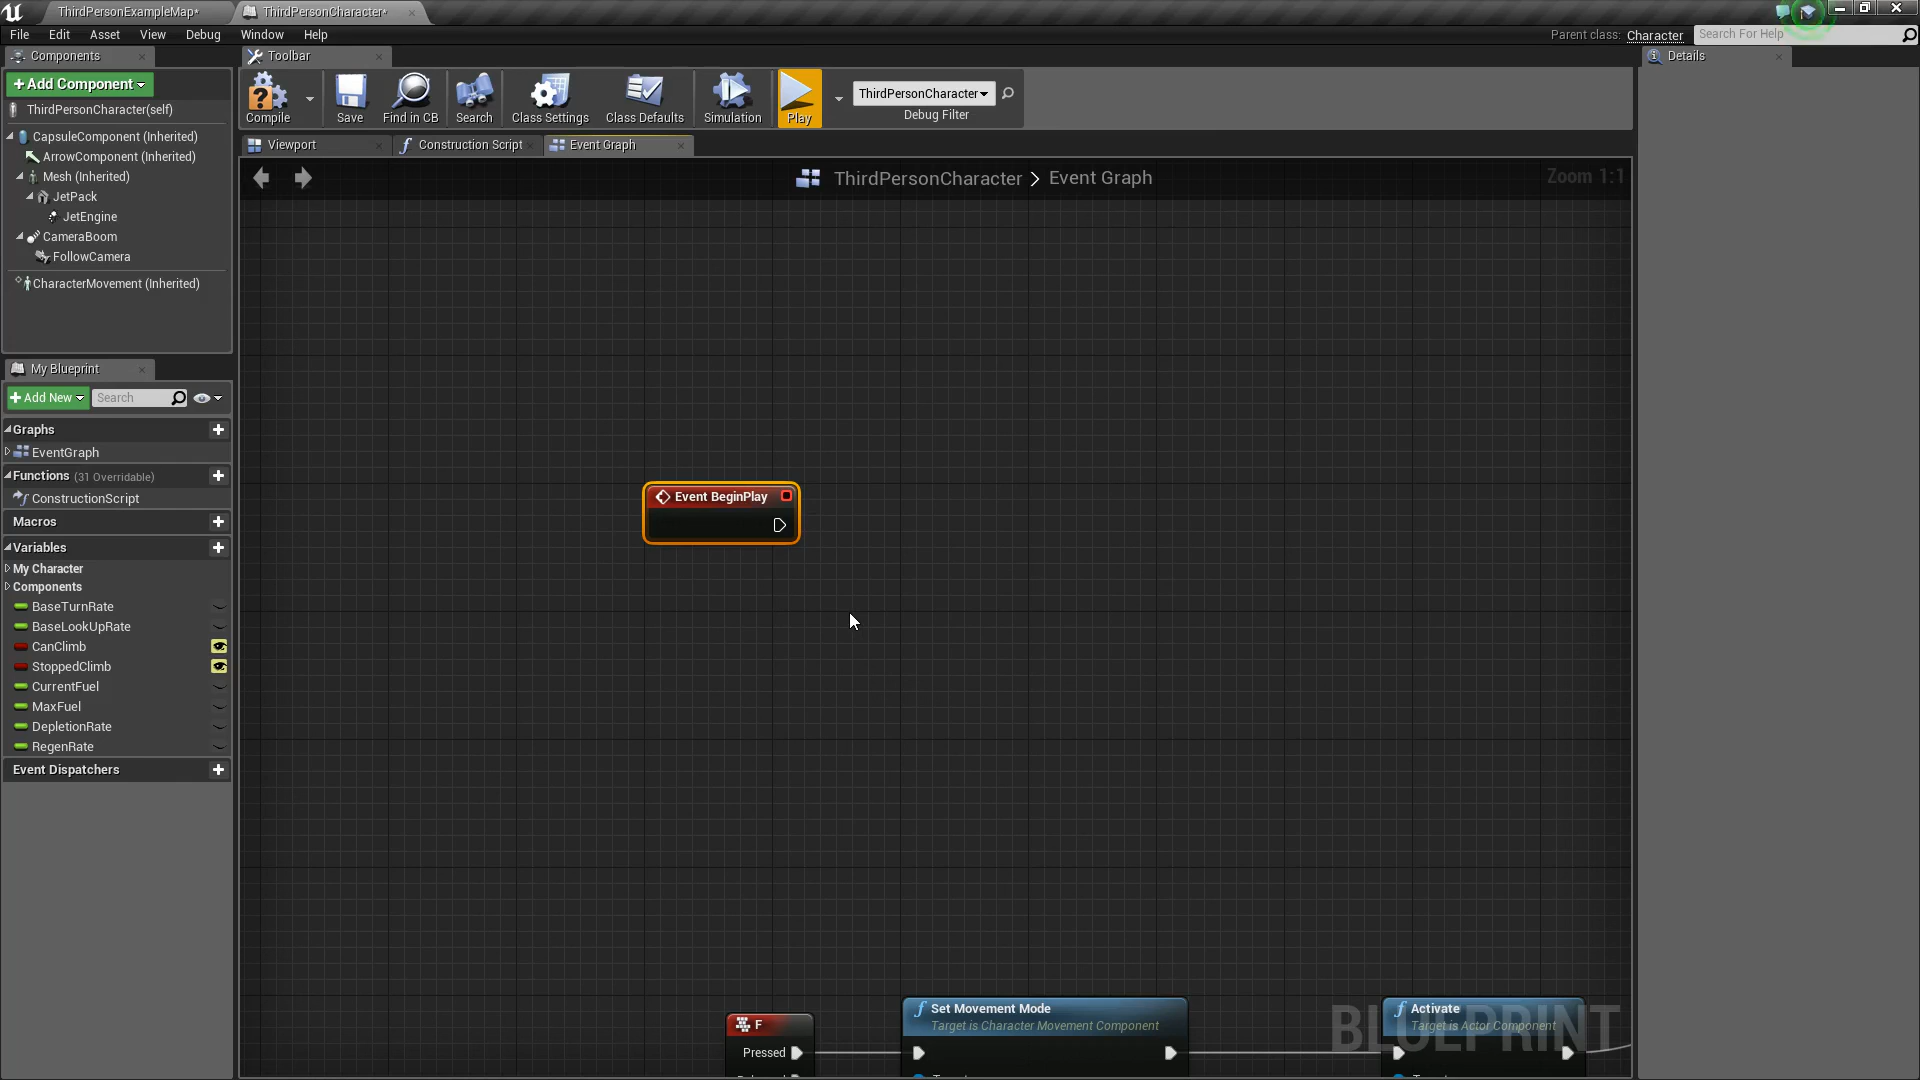 ThirdPersonExampleMap*
ThirdPersonCharacter*
File Edit Asset View Debug Window Help
Parent class: Character
Search For Help
Components
Toolbar
Details
+ Add Component
ThirdPersonCharacter(self)
CapsuleComponent (Inherited)
ArrowComponent (Inherited)
Mesh (Inherited)
JetPack
JetEngine
CameraBoom
FollowCamera
CharacterMovement (Inherited)
Compile
Save
Find in CB
Search
Class Settings
Class Defaults
Simulation
Play
ThirdPersonCharacter
Debug Filter
Viewport
Construction Script
Event Graph
ThirdPersonCharacter > Event Graph
Zoom 1:1
My Blueprint
+ Add New
Search
Graphs
EventGraph
Functions (31 Overridable)
ConstructionScript
Macros
Variables
My Character
Components
BaseTurnRate
BaseLookUpRate
CanClimb
StoppedClimb
CurrentFuel
MaxFuel
DepletionRate
RegenRate
Event Dispatchers
Event BeginPlay
F
Pressed
Set Movement Mode
Target is Character Movement Component
Activate
Target is Actor Component
BLUEPRINT